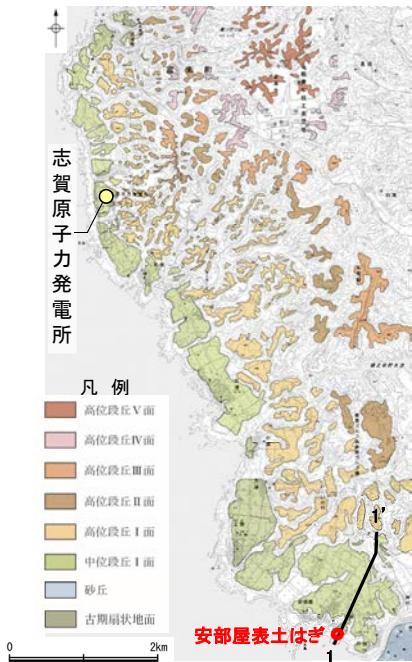 志賀原子力発電所
凡例
高位段丘Ⅴ面
高位段丘Ⅳ面
高位段丘Ⅲ面
高位段丘Ⅱ面
高位段丘Ⅰ面
中位段丘Ⅰ面
砂丘
古期扇状地面
1'
安部屋表土はぎ
1
0 2km